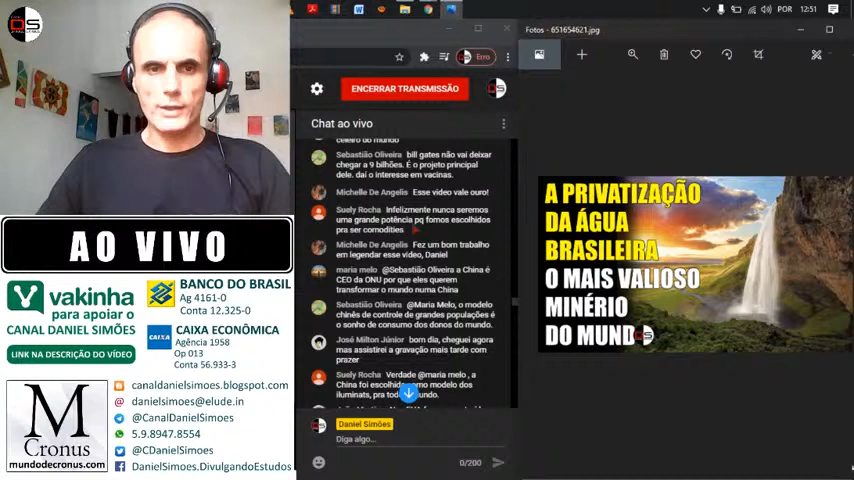 AO VIVO
vakinha
para apoiar o
CANAL DANIEL SIMÕES
LINK NA DESCRIÇÃO DO VÍDEO
BANCO DO BRASIL
Ag 4161-0
Conta 12.325-0
CAIXA
CAIXA ECONÔMICA
Agência 1958
Op 013
Conta 56.933-3
M
Cronus
mundodecronus.com
canaldanielsimoes.blogspot.com
danielsimoes@elude.in
@CanalDanielSimoes
5.9.8947.8554
@CDanielSimoes
DanielSimoes.DivulgandoEstudos
Erro
ENCERRAR TRANSMISSÃO
Chat ao vivo
celeiro do mundo
Sebastião Oliveira bill gates não vai deixar
chegar a 9 bilhões. É o projeto principal
dele. daí o interesse em vacinas.
Michelle De Angelis Esse video vale ouro!
Suely Rocha Infelizmente nunca seremos
uma grande potência pq fomos escolhidos
pra ser comodities
Michelle De Angelis Fez um bom trabalho
em legendar esse vídeo, Daniel
maria melo @Sebastião Oliveira a China é
CEO da ONU por que eles querem
transformar o mundo numa China
Sebastião Oliveira @Maria Melo, o modelo
chinês de controle de grandes populações é
o sonho de consumo dos donos do mundo.
José Milton Júnior bom dia, cheguei agora
mas assistirei a gravação mais tarde com
prazer
Suely Rocha Verdade @maria melo , a
China foi escolhida como modelo dos
iluminats, pra todo mundo.
Daniel Simões
Diga algo...
0/200
POR 12:51
Fotos - 651654621.jpg
A PRIVATIZAÇÃO
DA ÁGUA
BRASILEIRA
O MAIS VALIOSO
MINÉRIO
DO MUNDO